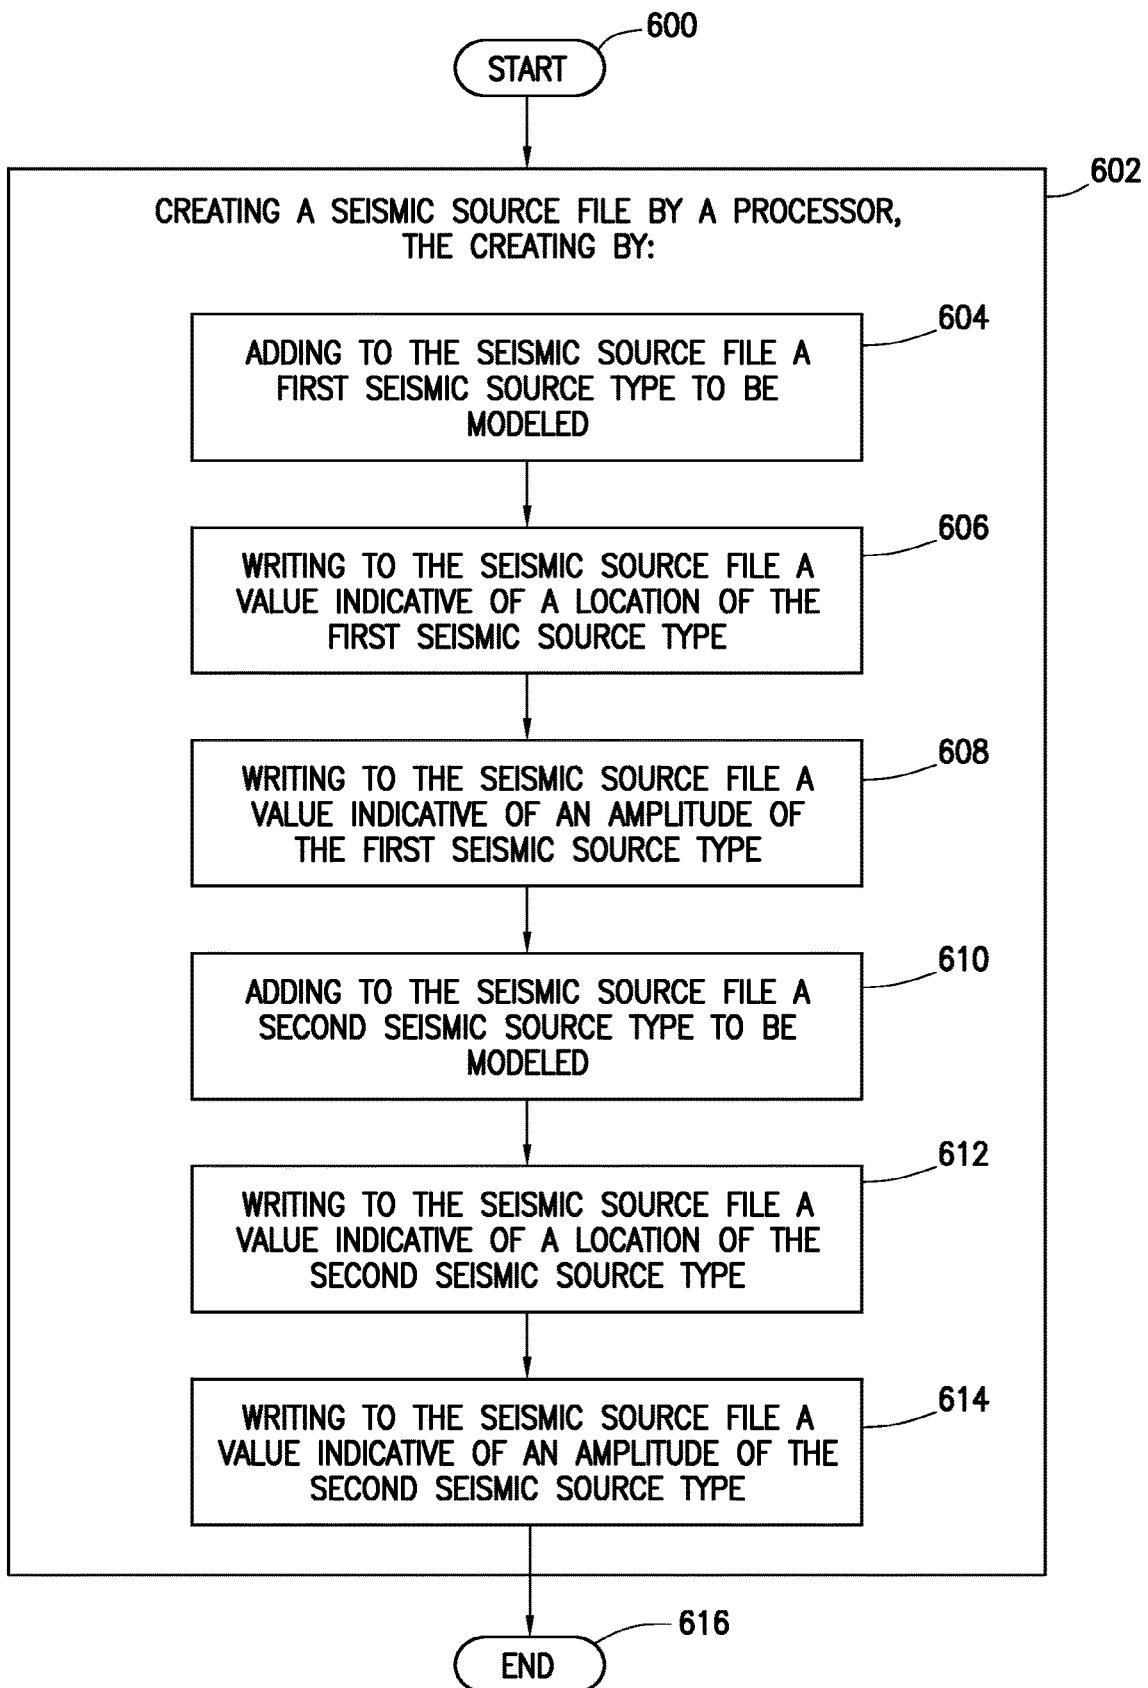 600
START
602
CREATING A SEISMIC SOURCE FILE BY A PROCESSOR,
THE CREATING BY:
604
ADDING TO THE SEISMIC SOURCE FILE A
FIRST SEISMIC SOURCE TYPE TO BE
MODELED
606
WRITING TO THE SEISMIC SOURCE FILE A
VALUE INDICATIVE OF A LOCATION OF THE
FIRST SEISMIC SOURCE TYPE
608
WRITING TO THE SEISMIC SOURCE FILE A
VALUE INDICATIVE OF AN AMPLITUDE OF
THE FIRST SEISMIC SOURCE TYPE
610
ADDING TO THE SEISMIC SOURCE FILE A
SECOND SEISMIC SOURCE TYPE TO BE
MODELED
612
WRITING TO THE SEISMIC SOURCE FILE A
VALUE INDICATIVE OF A LOCATION OF THE
SECOND SEISMIC SOURCE TYPE
614
WRITING TO THE SEISMIC SOURCE FILE A
VALUE INDICATIVE OF AN AMPLITUDE OF THE
SECOND SEISMIC SOURCE TYPE
616
END